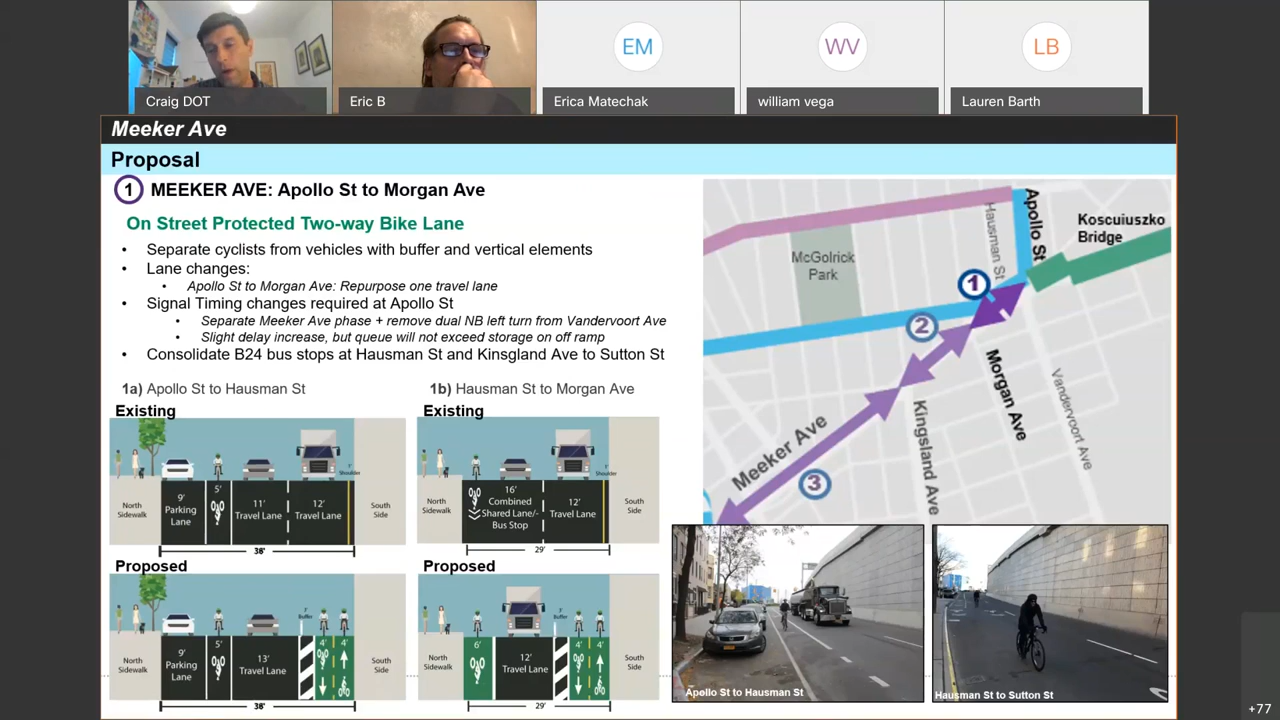 EM
WV
LB
Craig DOT
Eric B
Erica Matechak
william vega
Lauren Barth
Meeker Ave
Proposal
1 MEEKER AVE: Apollo St to Morgan Ave
On Street Protected Two-way Bike Lane
• Separate cyclists from vehicles with buffer and vertical elements
• Lane changes:
• Apollo St to Morgan Ave: Repurpose one travel lane
• Signal Timing changes required at Apollo St
• Separate Meeker Ave phase + remove dual NB left turn from Vandervoort Ave
• Slight delay increase, but queue will not exceed storage on off ramp
• Consolidate B24 bus stops at Hausman St and Kinsgland Ave to Sutton St
1a) Apollo St to Hausman St
Existing
1'
Shoulder
North
Sidewalk
9'
Parking
Lane
5'
11'
Travel Lane
12'
Travel Lane
South
Side
36'
Proposed
Buffer
North
Sidewalk
9'
Parking
Lane
5'
13'
Travel Lane
4'
4'
South
Side
36'
1b) Hausman St to Morgan Ave
Existing
1'
Shoulder
North
Sidewalk
16'
Combined
Shared Lane/-
Bus Stop
12'
Travel Lane
South
Side
29'
Proposed
Buffer
North
Sidewalk
6'
12'
Travel Lane
4'
4'
South
Side
29'
Hausman St
Apollo St
Koscuiuszko
Bridge
McGolrick
Park
1
2
3
Meeker Ave
Kingsland Ave
Morgan Ave
Vandervoort Ave
Apollo St to Hausman St
Hausman St to Sutton St
+77